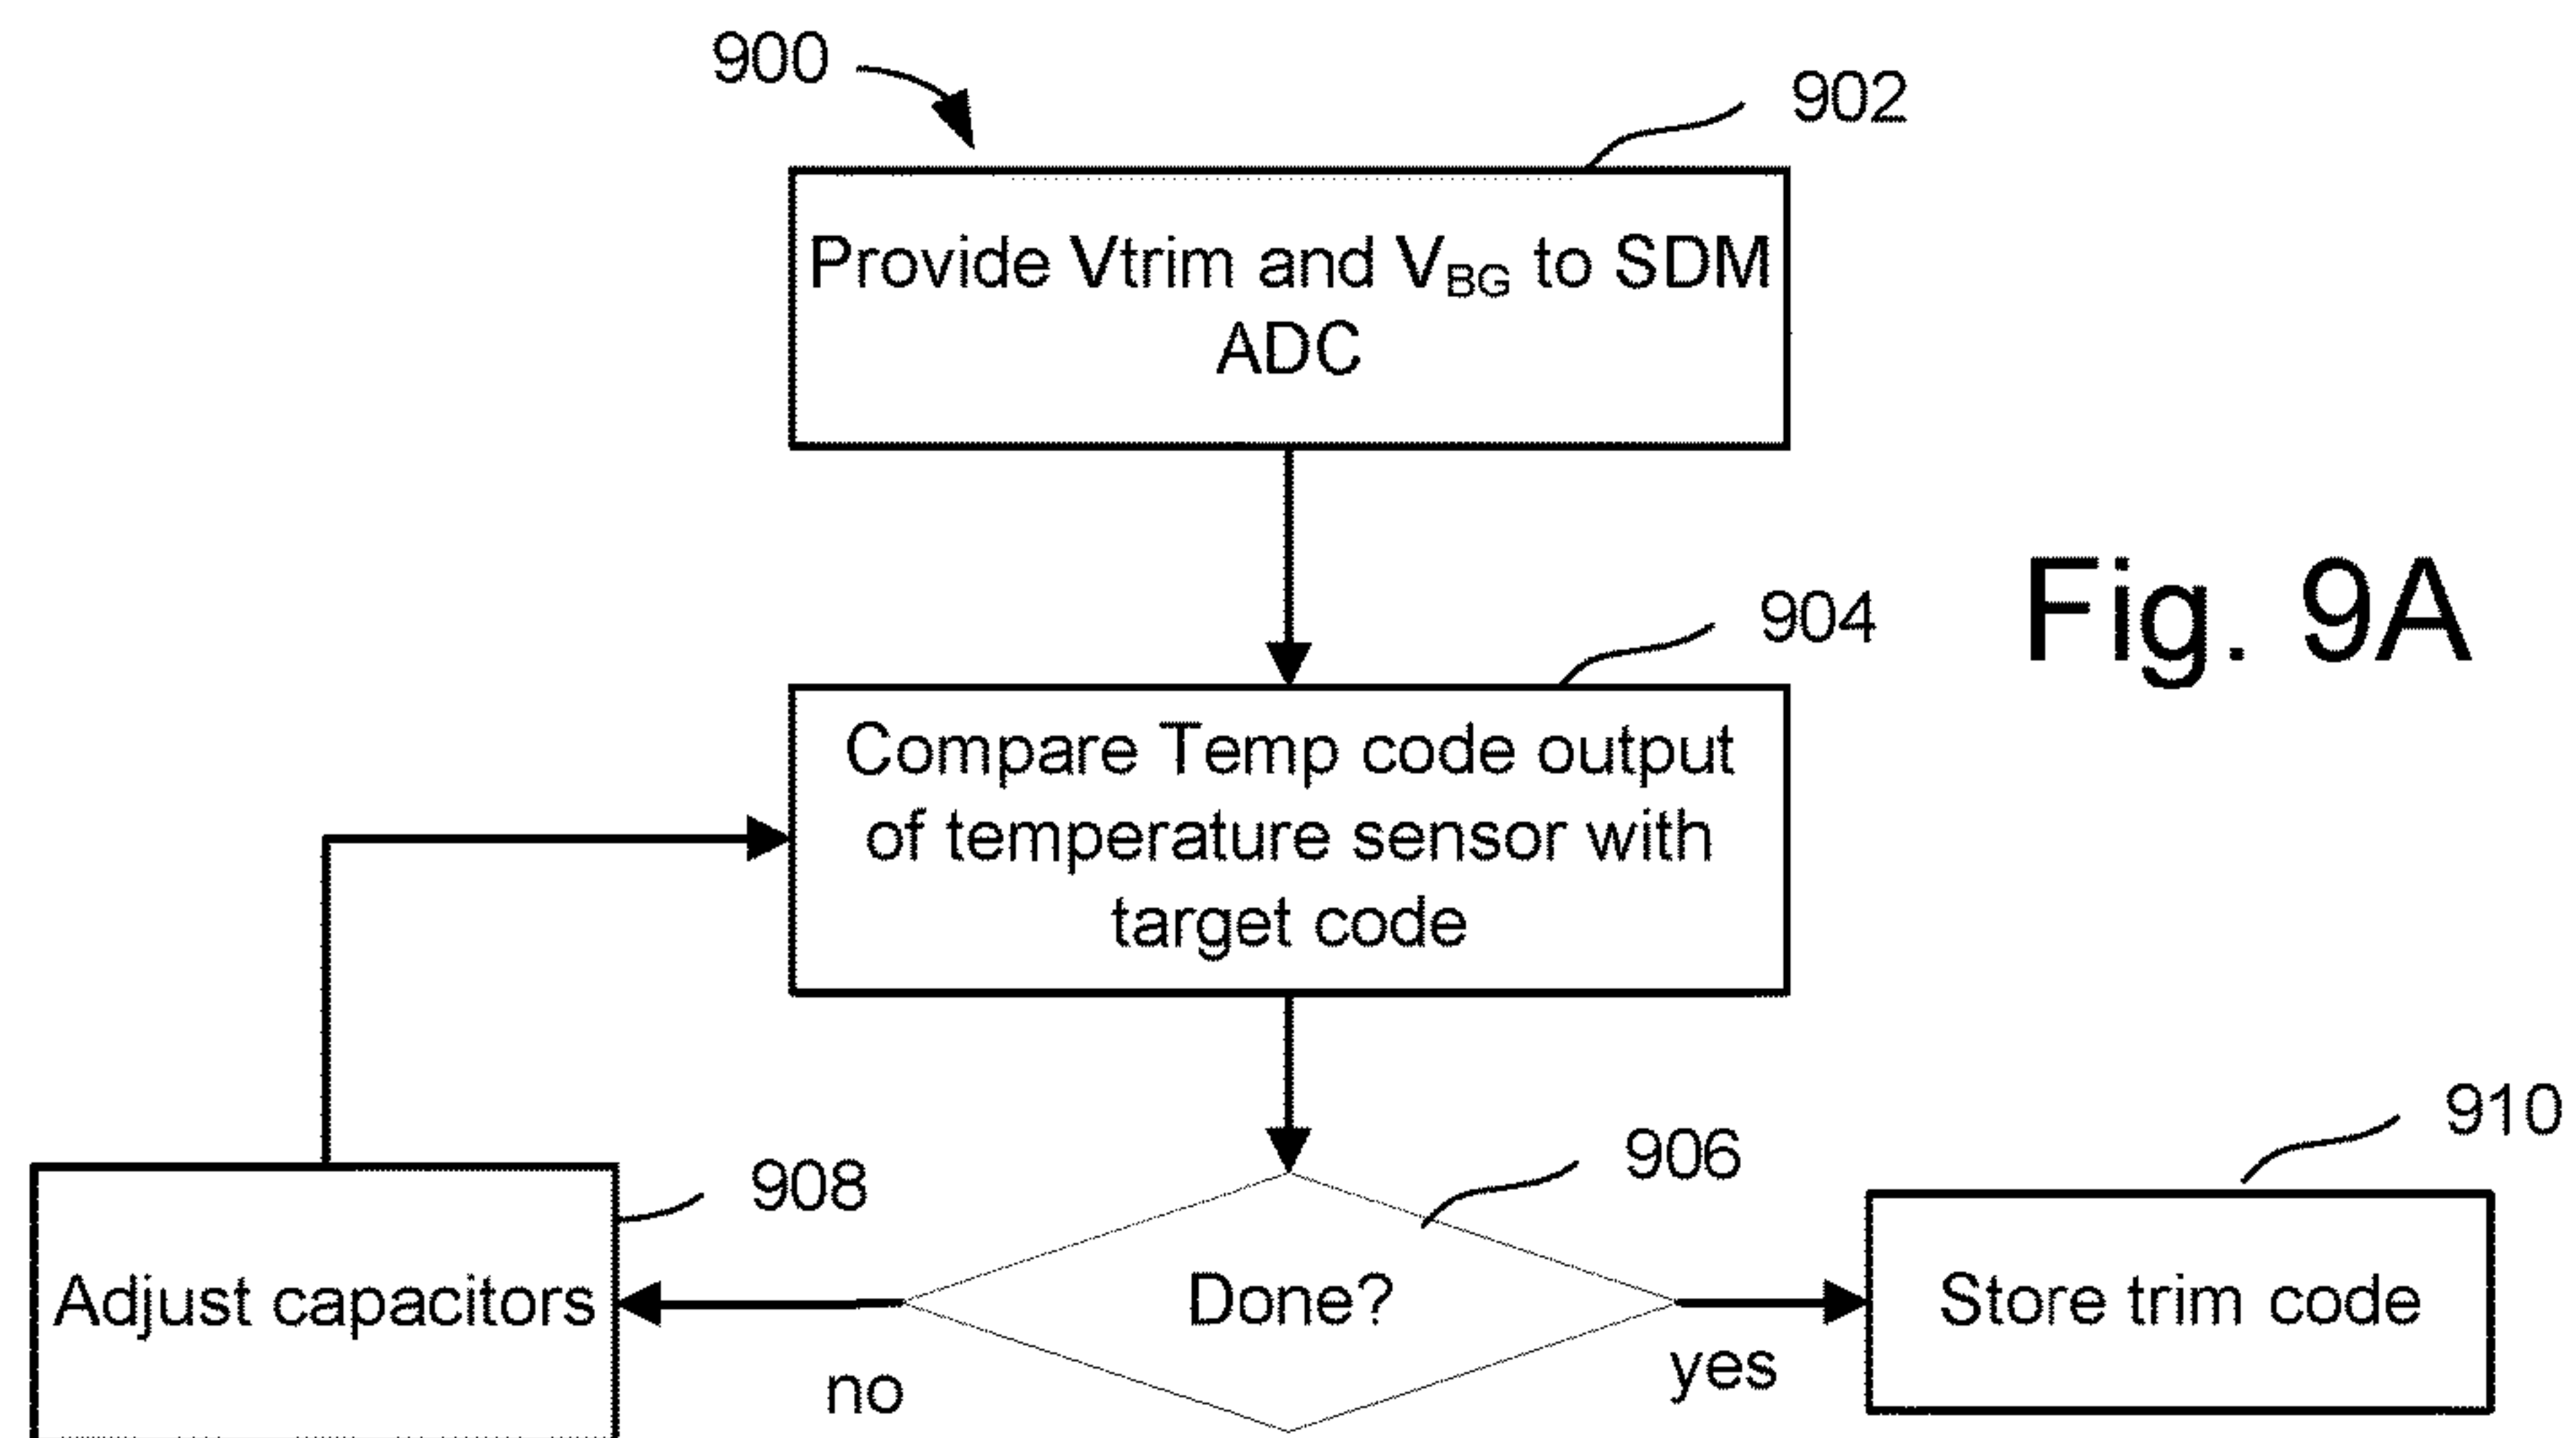 900
902
Provide Vtrim and VBG to SDM
ADC
Fig. 9A
904
Compare Temp code output
of temperature sensor with
target code
906
908
910
Adjust capacitors
Done?
Store trim code
no
yes